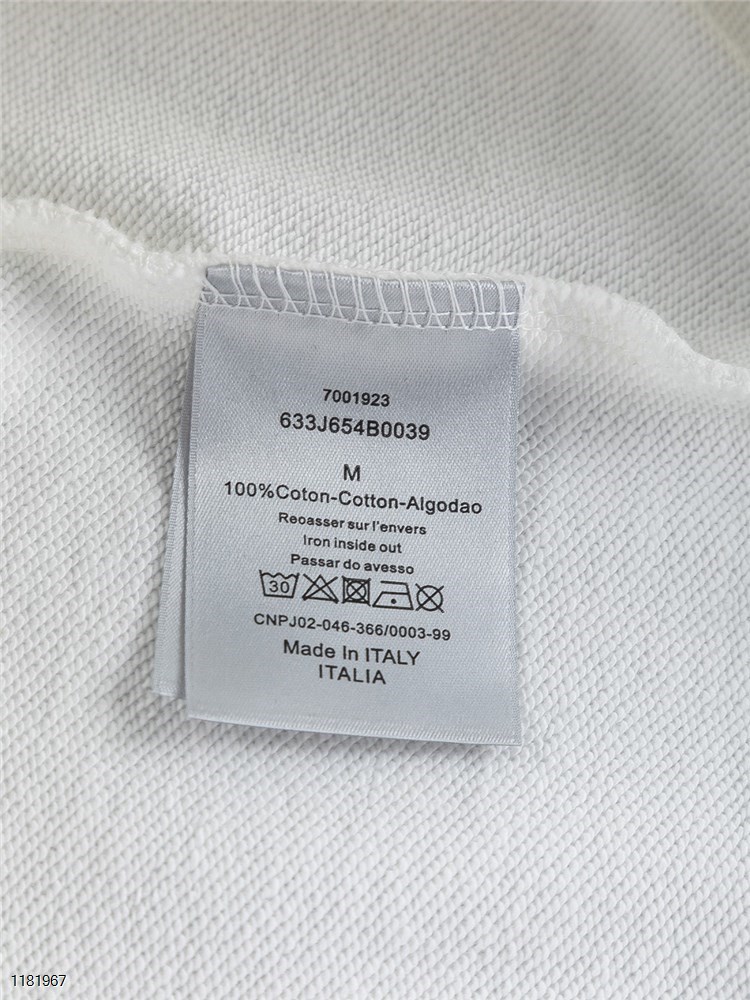 7001923
633J654B0039
M
100%Coton-Cotton-Algodao
Reoasser sur l'envers
Iron inside out
Passar do avesso
30
CNPJ02-046-366/0003-99
Made In ITALY
ITALIA
1181967